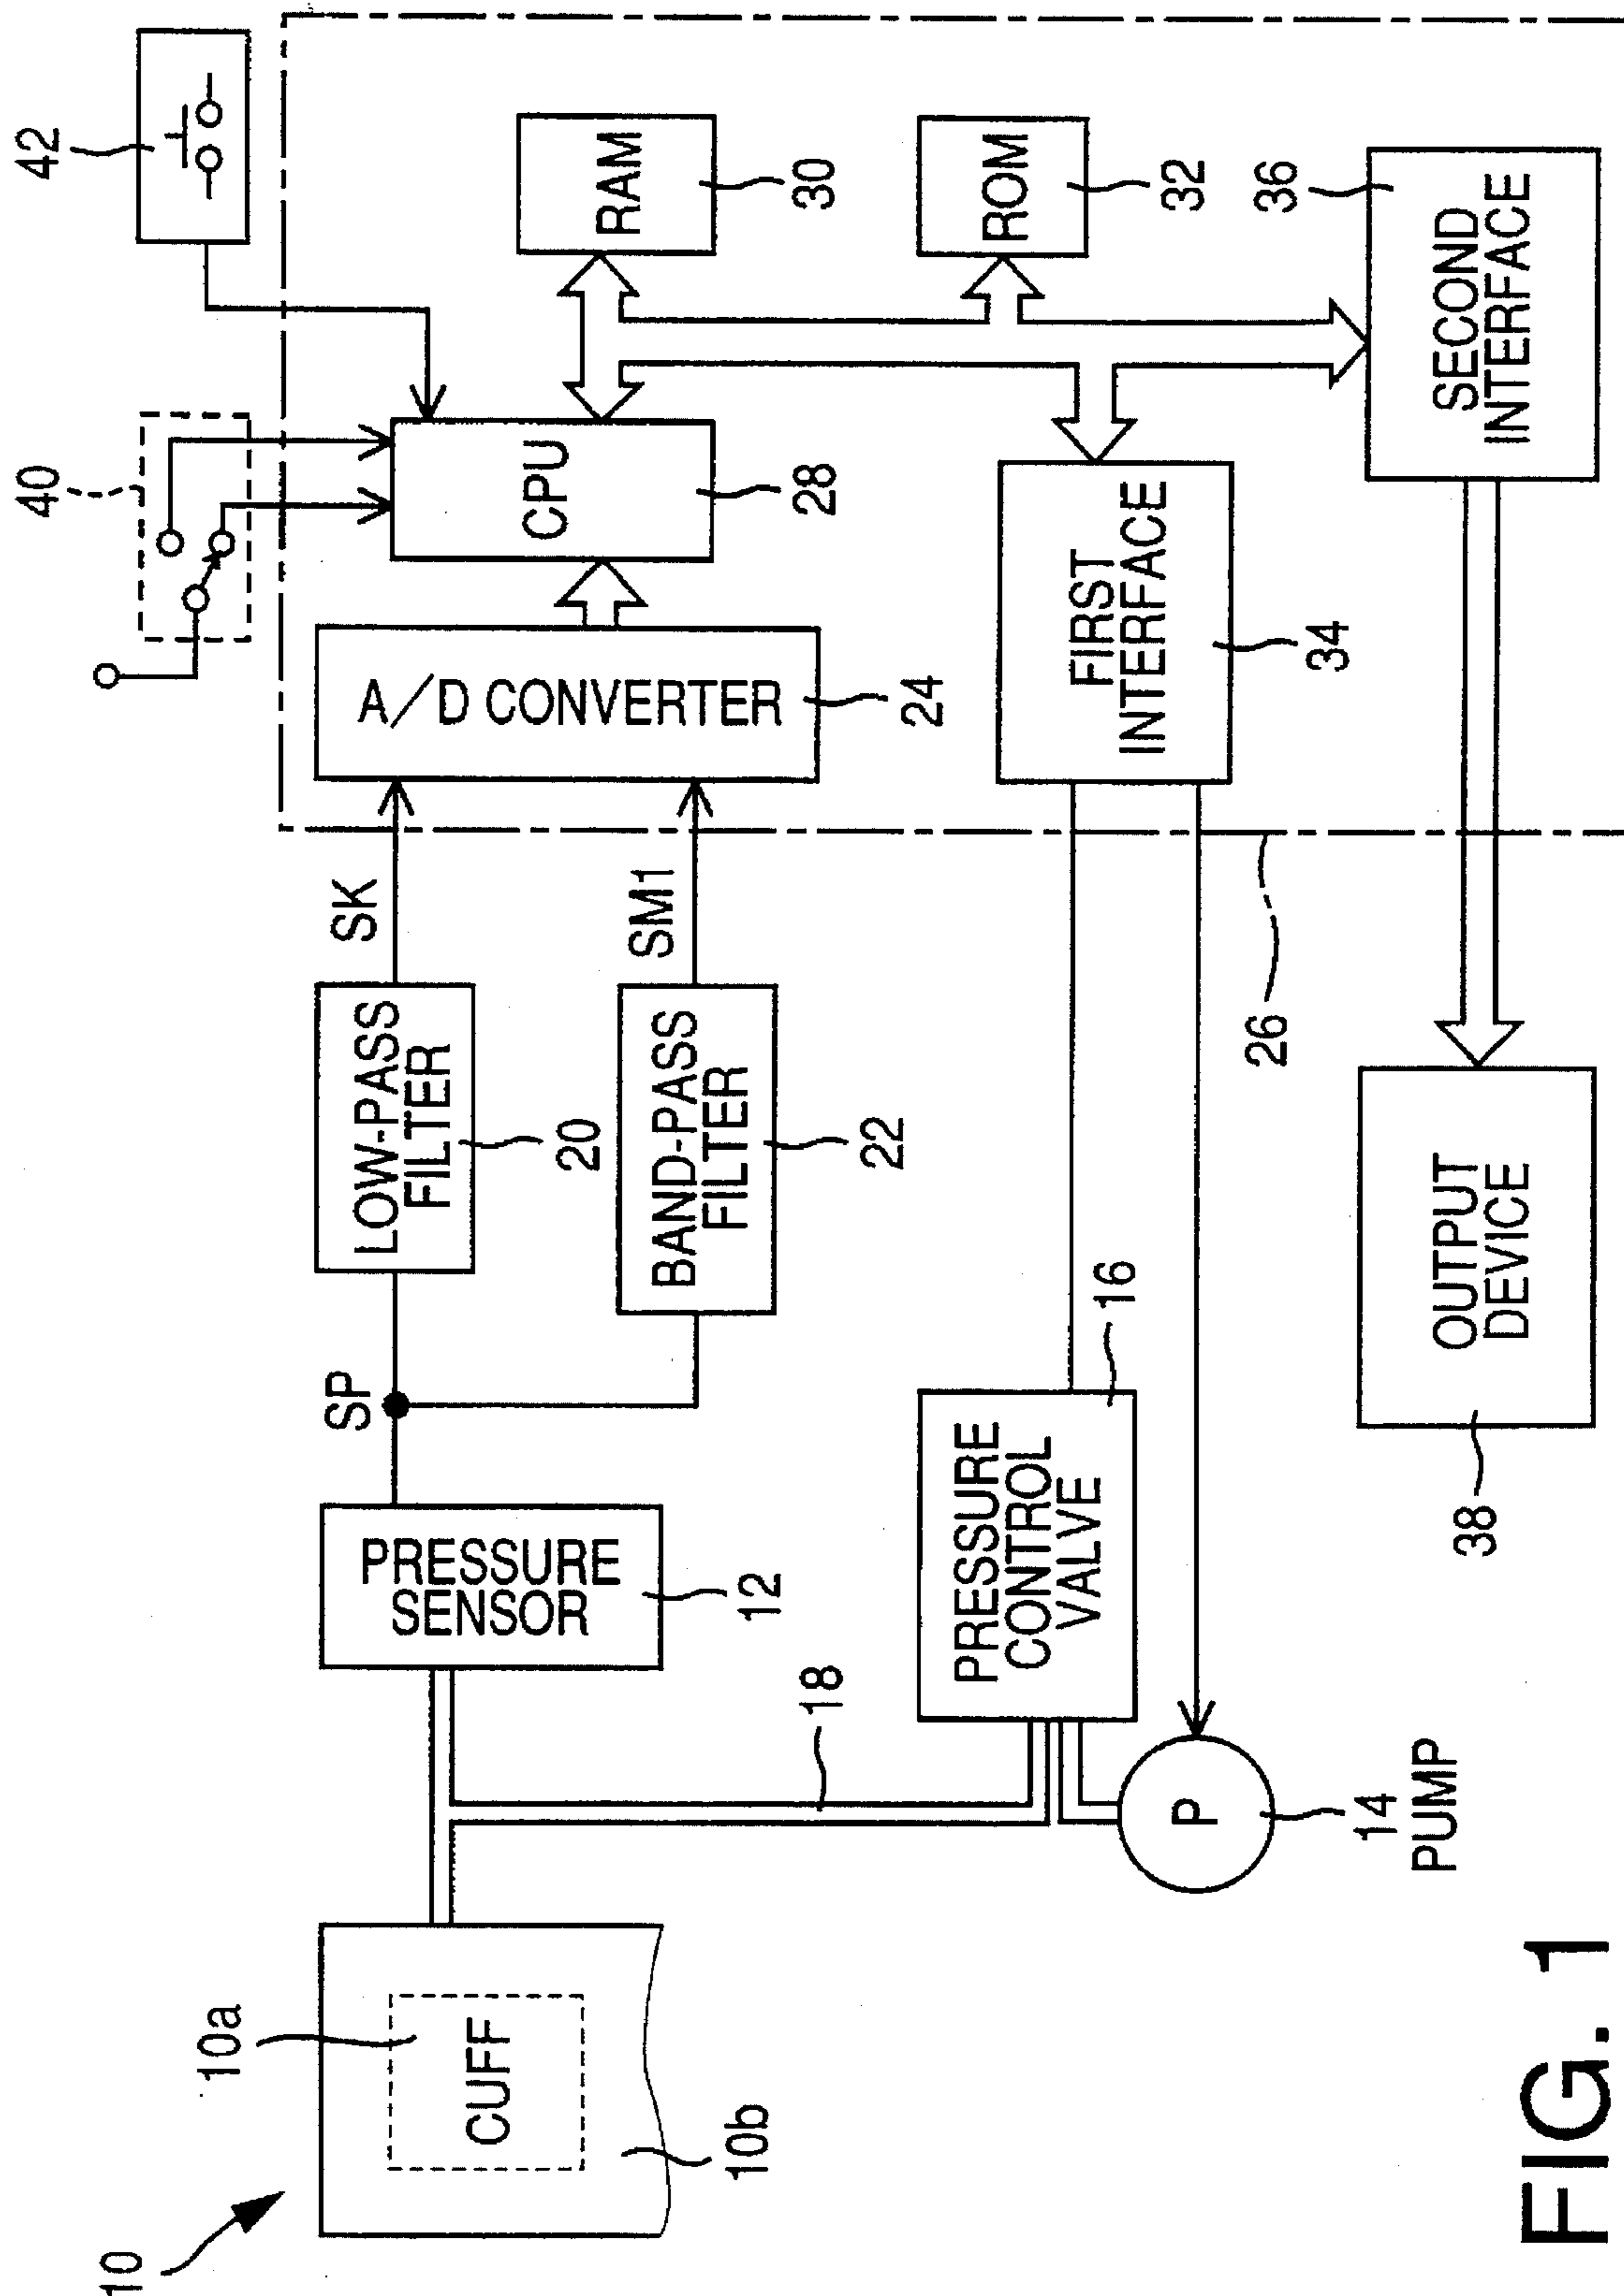 10
10a
CUFF
10b
PRESSURE
SENSOR
12
SP
LOW-PASS
FILTER
20
SK
BAND-PASS
FILTER
22
SM1
A/D CONVERTER
24
40
42
CPU
28
RAM
30
ROM
32
18
PRESSURE
CONTROL
VALVE
16
P
14
PUMP
FIRST
INTERFACE
34
26
SECOND
INTERFACE
36
OUTPUT
DEVICE
38
FIG. 1